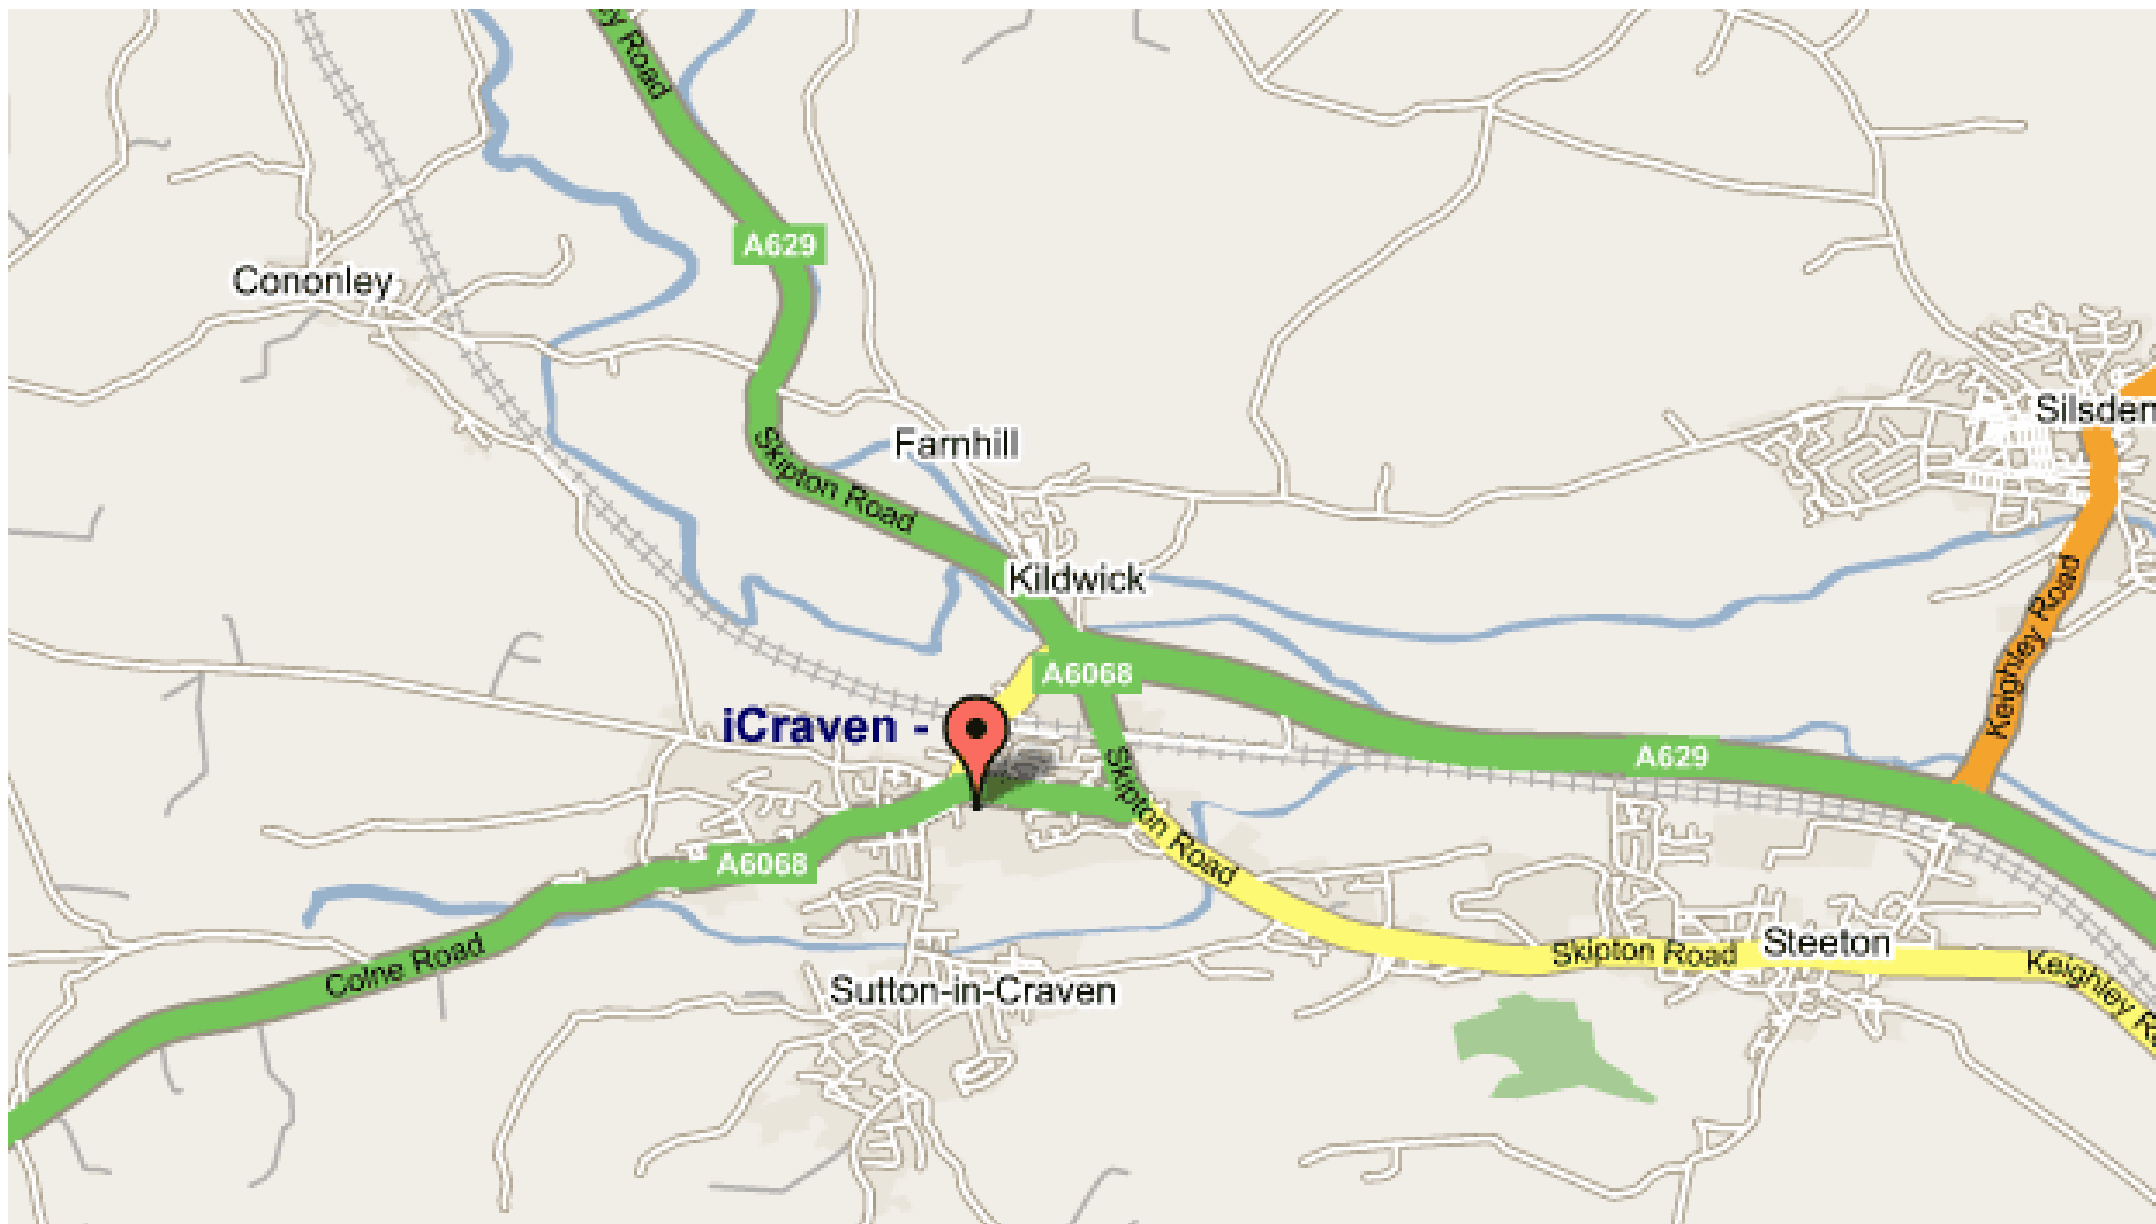 Road
A629
Cononley
Silsden
Skipton Road
Farnhill
Kildwick
Keighley Road
A6068
iCraven -
A629
Skipton Road
A6068
Colne Road
Skipton Road
Steeton
Keighley
Sutton-in-Craven